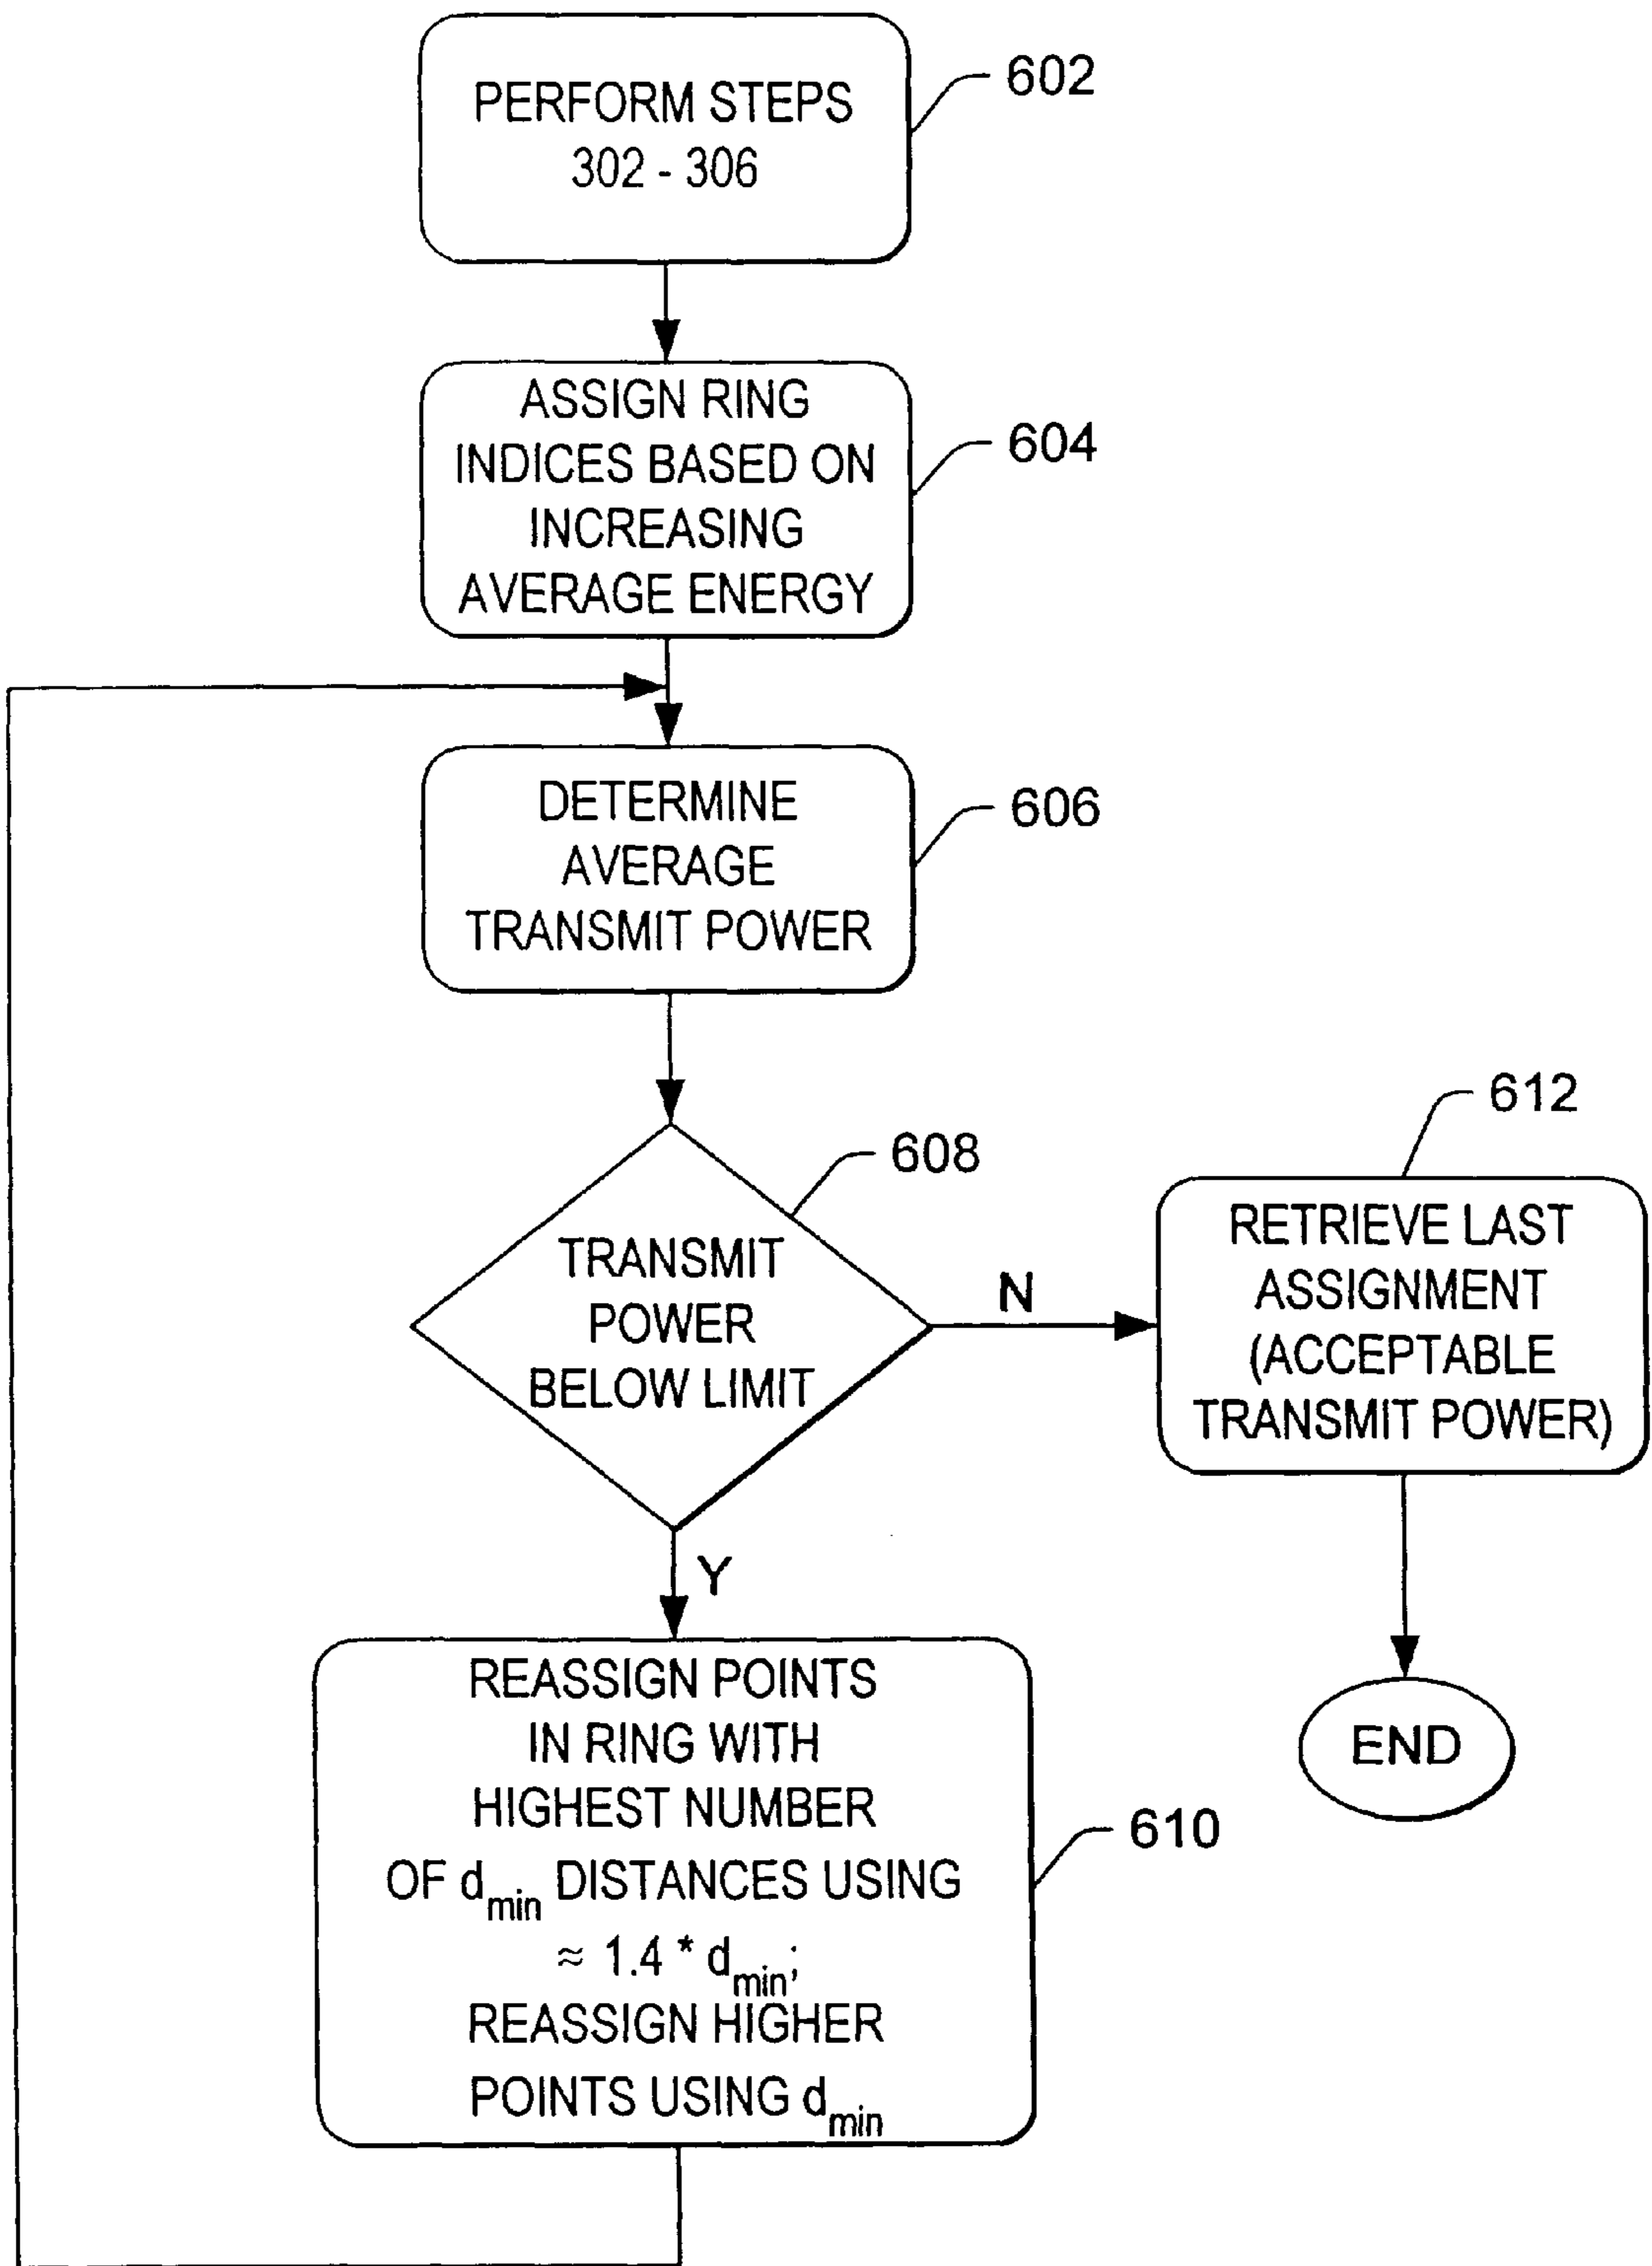 PERFORM STEPS
302 - 306
602
ASSIGN RING
INDICES BASED ON
INCREASING
AVERAGE ENERGY
604
DETERMINE
AVERAGE
TRANSMIT POWER
606
TRANSMIT
POWER
BELOW LIMIT
608
N
Y
612
RETRIEVE LAST
ASSIGNMENT
(ACCEPTABLE
TRANSMIT POWER)
END
REASSIGN POINTS
IN RING WITH
HIGHEST NUMBER
OF dmin DISTANCES USING
≈ 1.4 * dmin;
REASSIGN HIGHER
POINTS USING dmin
610